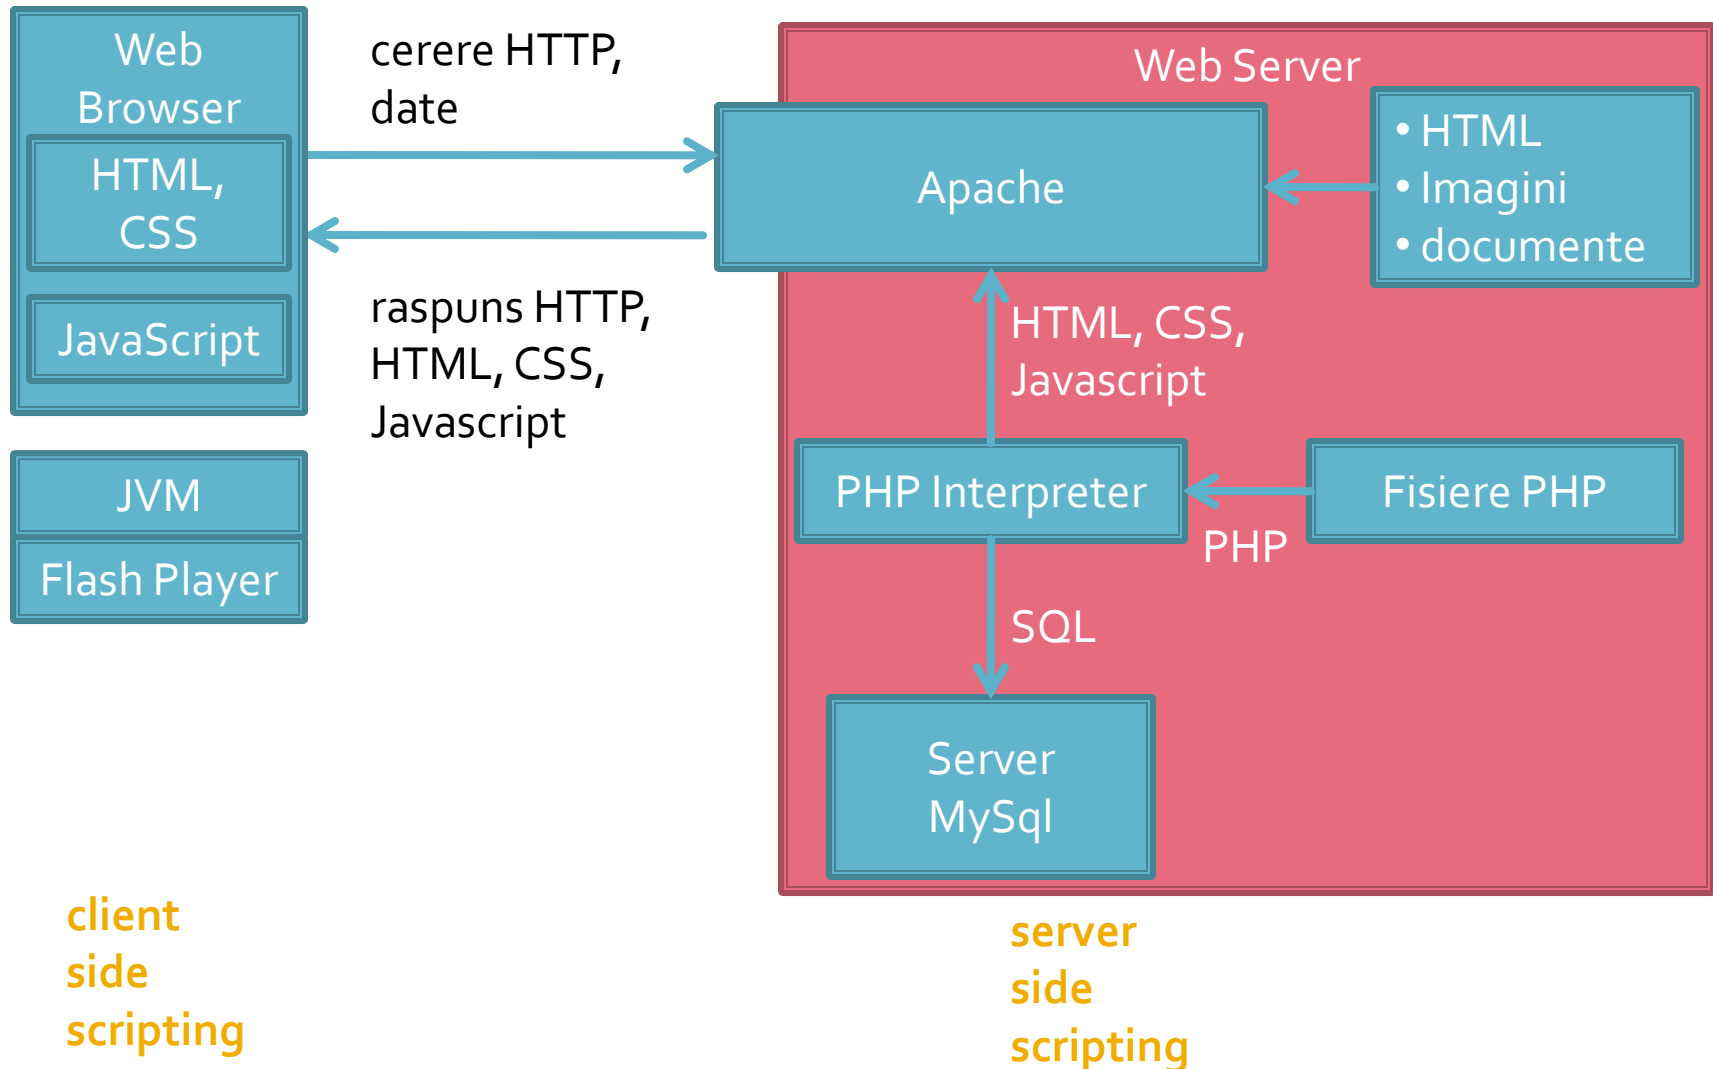 Web
Browser
HTML,
CSS
JavaScript
JVM
Flash Player
cerere HTTP,
date
raspuns HTTP,
HTML, CSS,
Javascript
Web Server
Apache
• HTML
• Imagini
• documente
HTML, CSS,
Javascript
PHP Interpreter
PHP
Fisiere PHP
SQL
Server
MySql
client
side
scripting
server
side
scripting